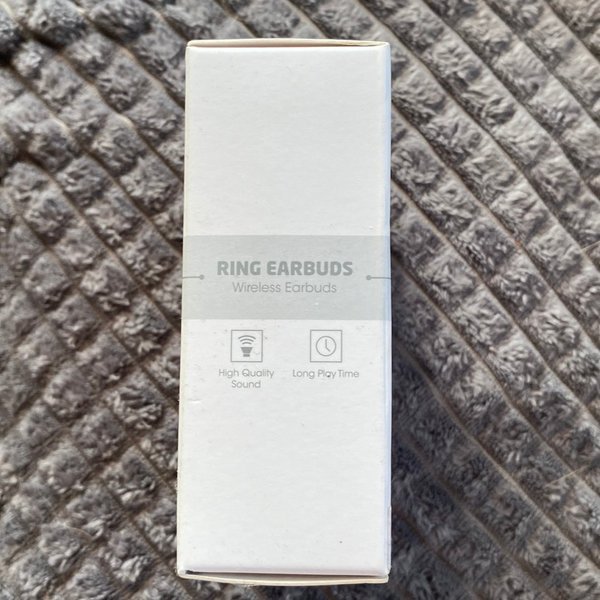 RING EARBUDS
Wireless Earbuds
High Quality
Sound
Long Play Time